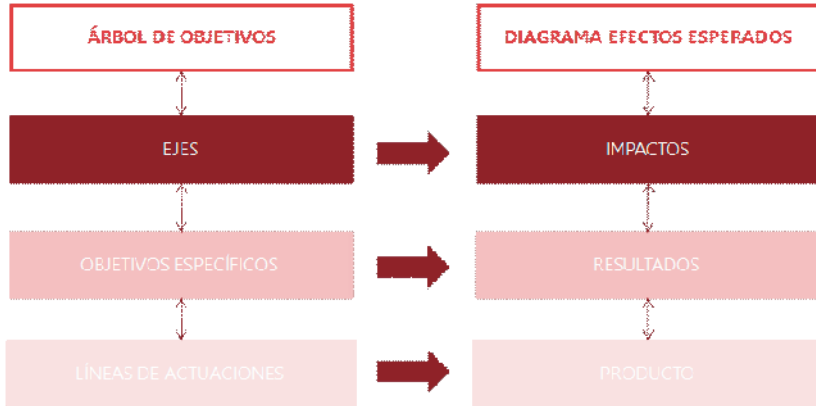 ÁRBOL DE OBJETIVOS
DIAGRAMA EFECTOS ESPERADOS
EJES
IMPACTOS
OBJETIVOS ESPECÍFICOS
RESULTADOS
LÍNEAS DE ACTUACIONES
PRODUCTO